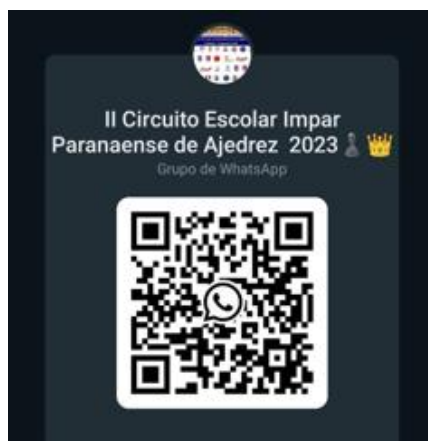 II Circuito Escolar Impar
Paranaense de Ajedrez 2023♟️👑
Grupo de WhatsApp